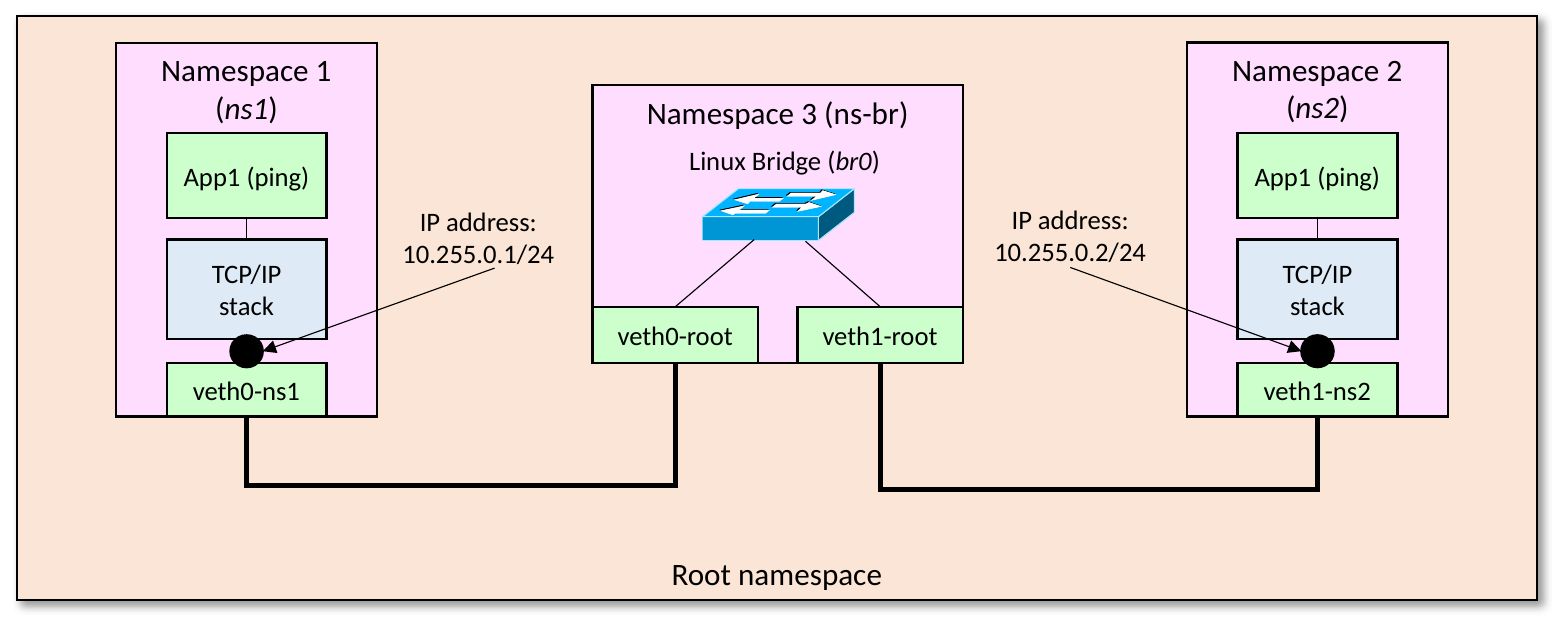 Namespace 1
(ns1)
App1 (ping)
TCP/IP
stack
veth0-ns1
IP address:
10.255.0.1/24
Namespace 3 (ns-br)
Linux Bridge (br0)
veth0-root
veth1-root
IP address:
10.255.0.2/24
Namespace 2
(ns2)
App1 (ping)
TCP/IP
stack
veth1-ns2
Root namespace